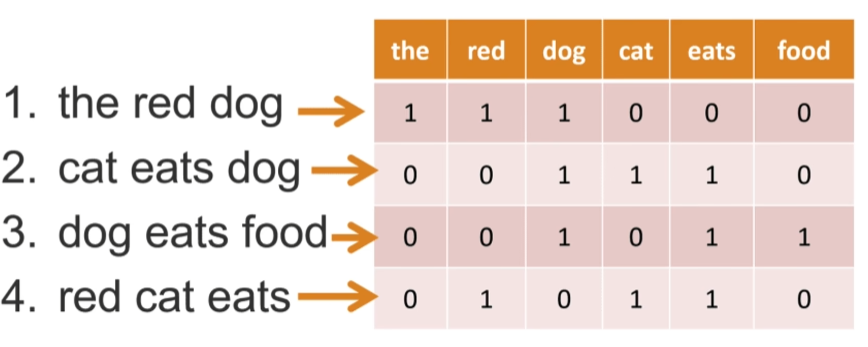 the red dog cat eats food
1. the red dog 1 1 1 0 0 0
2. cat eats dog 0 0 1 1 1 0
3. dog eats food 0 0 1 0 1 1
4. red cat eats 0 1 0 1 1 0